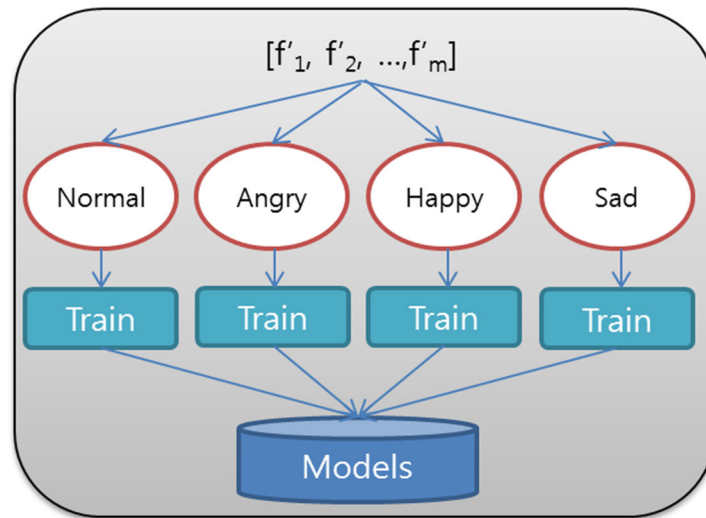 [f'1, f'2, ...,f'm]
Normal Angry Happy Sad
Train Train Train Train
Models